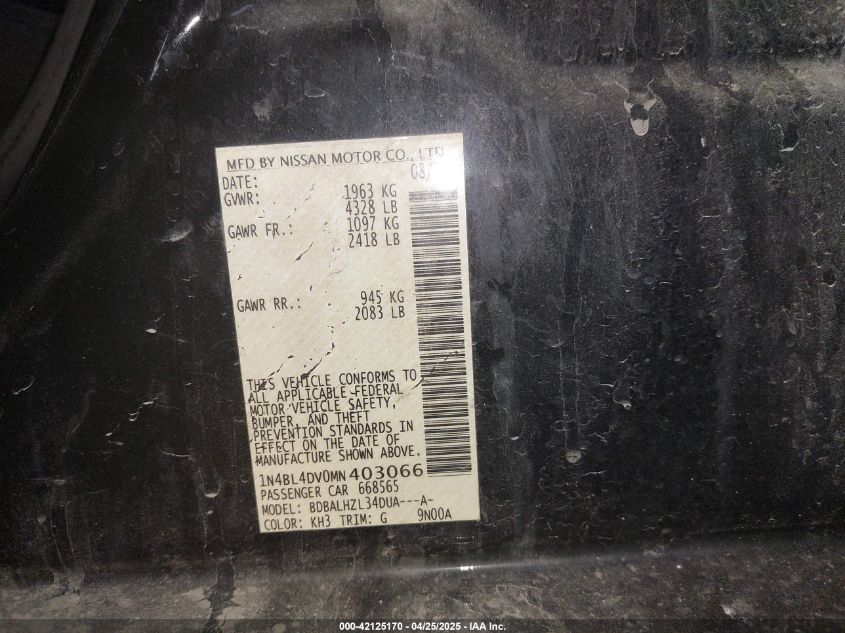 MFD BY NISSAN MOTOR CO., LTD
DATE: 08/
GVWR: 1963 KG
4328 LB
GAWR FR.: 1097 KG
2418 LB
GAWR RR.: 945 KG
2083 LB
THIS VEHICLE CONFORMS TO
ALL APPLICABLE FEDERAL
MOTOR VEHICLE SAFETY,
BUMPER, AND THEFT
PREVENTION STANDARDS IN
EFFECT ON THE DATE OF
MANUFACTURE SHOWN ABOVE.
1N4BL4DV0MN403066
PASSENGER CAR 668565
MODEL: BDBALHZL34DUA---A-
COLOR: KH3 TRIM: G 9N00A
000-42125170 - 04/25/2025 - IAA Inc.